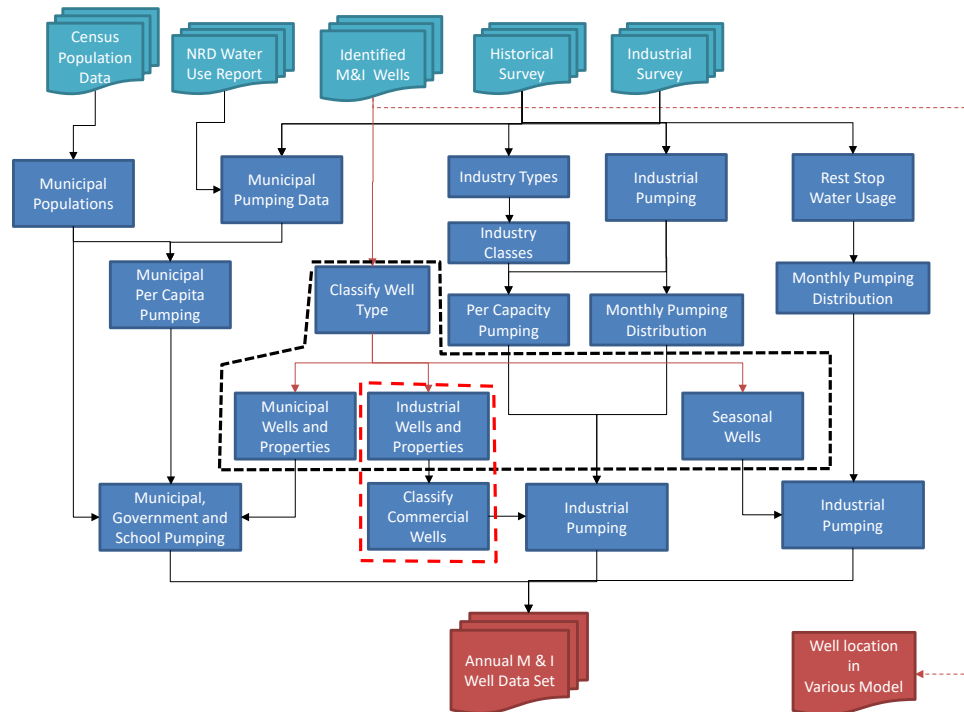 Census
Population
Data
NRD Water
Use Report
Identified
M&I Wells
Historical
Survey
Industrial
Survey
Municipal
Populations
Municipal
Pumping Data
Industry Types
Industrial
Pumping
Rest Stop
Water Usage
Industry
Classes
Municipal
Per Capita
Pumping
Classify Well
Type
Per Capacity
Pumping
Monthly Pumping
Distribution
Monthly Pumping
Distribution
Municipal
Wells and
Properties
Industrial
Wells and
Properties
Seasonal
Wells
Municipal,
Government and
School Pumping
Classify
Commercial
Wells
Industrial
Pumping
Industrial
Pumping
Annual M & I
Well Data Set
Well location
in
Various Model